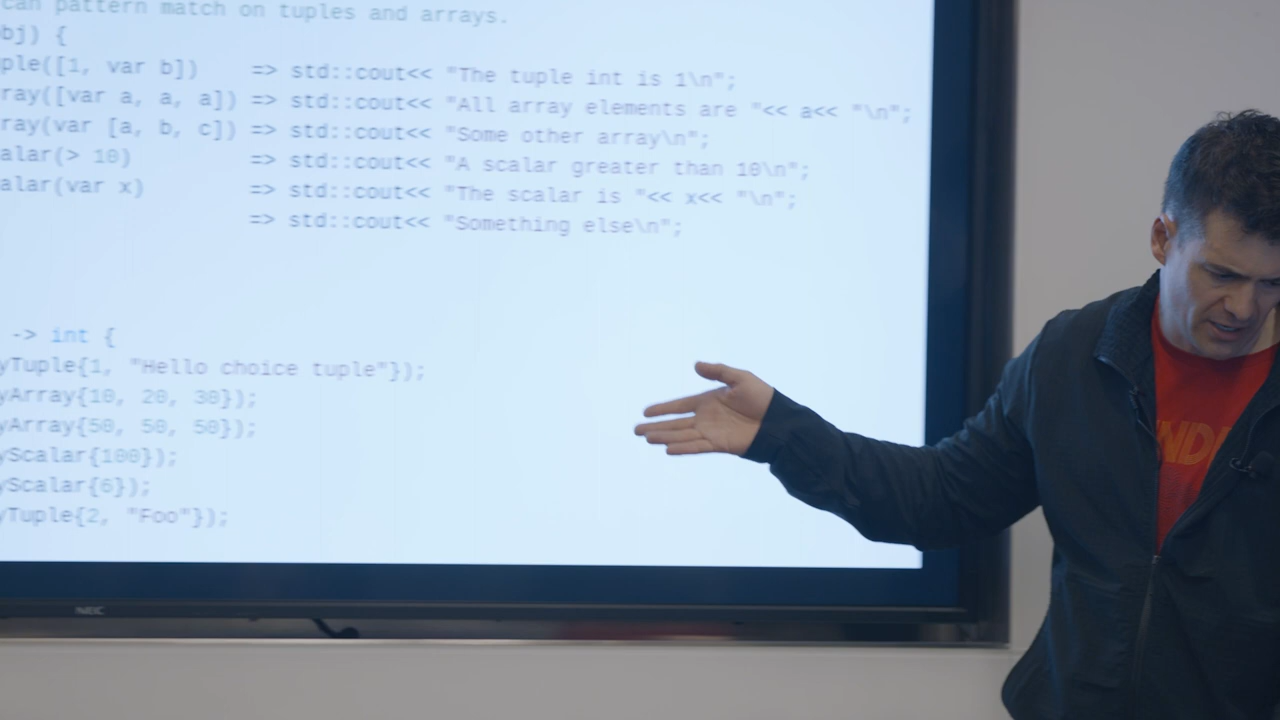 can pattern match on tuples and arrays.
bj) {
ple([1, var b]) => std::cout<< "The tuple int is 1\n";
ray([var a, a, a]) => std::cout<< "All array elements are "<< a<< "\n";
ray(var [a, b, c]) => std::cout<< "Some other array\n";
alar(> 10) => std::cout<< "A scalar greater than 10\n";
alar(var x) => std::cout<< "The scalar is "<< x<< "\n";
=> std::cout<< "Something else\n";
-> int {
yTuple{1, "Hello choice tuple"});
yArray{10, 20, 30});
yArray{50, 50, 50});
yScalar{100});
yScalar{6});
yTuple{2, "Foo"});
NEC